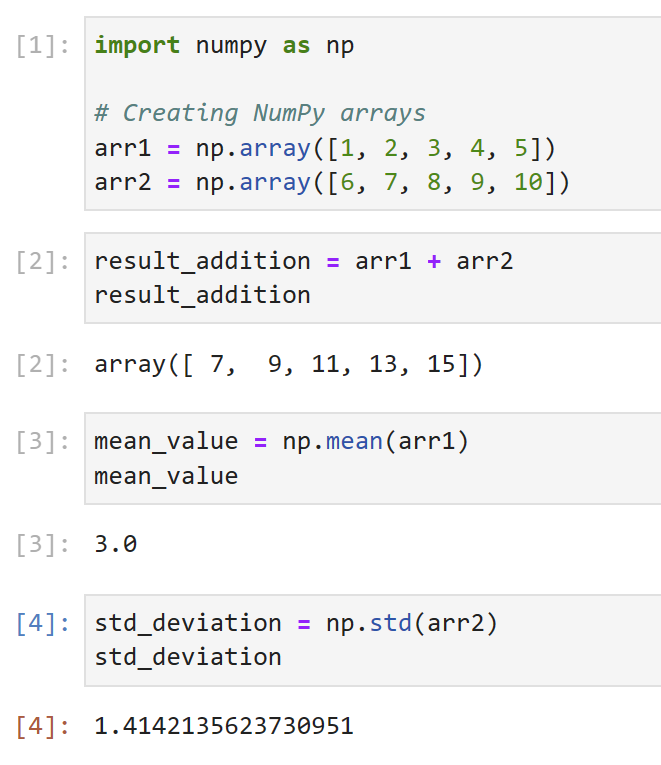 [1]: import numpy as np
# Creating NumPy arrays
arr1 = np.array([1, 2, 3, 4, 5])
arr2 = np.array([6, 7, 8, 9, 10])
[2]: result_addition = arr1 + arr2
result_addition
[2]: array([ 7,  9, 11, 13, 15])
[3]: mean_value = np.mean(arr1)
mean_value
[3]: 3.0
[4]: std_deviation = np.std(arr2)
std_deviation
[4]: 1.4142135623730951